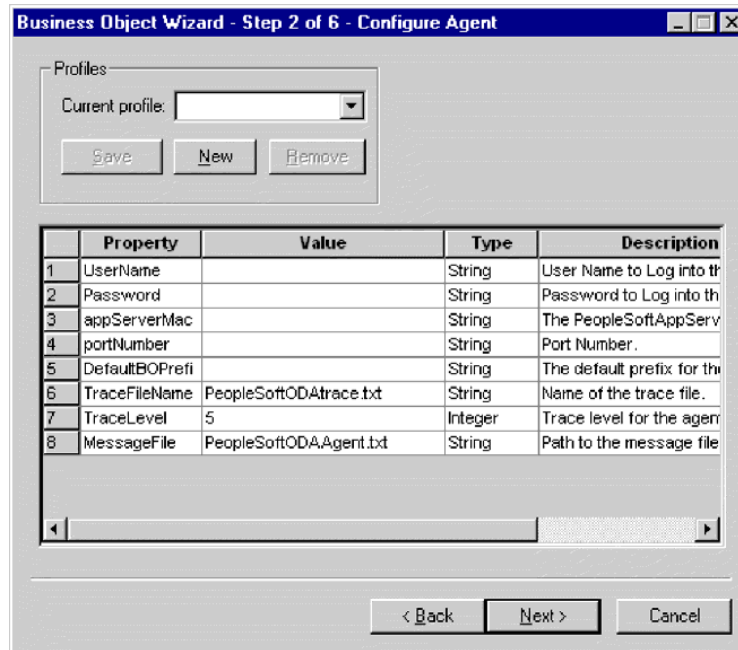 Business Object Wizard - Step 2 of 6 - Configure Agent
Profiles
Current profile:
Save New Remove
Property Value Type Description
1 UserName String User Name to Log into th
2 Password String Password to Log into th
3 appServerMac String The PeopleSoftAppServ
4 portNumber String Port Number.
5 DefaultBOPrefi String The default prefix for the
6 TraceFileName PeopleSoftODAtrace.txt String Name of the trace file.
7 TraceLevel 5 Integer Trace level for the agen
8 MessageFile PeopleSoftODAAgent.txt String Path to the message file
< Back Next > Cancel